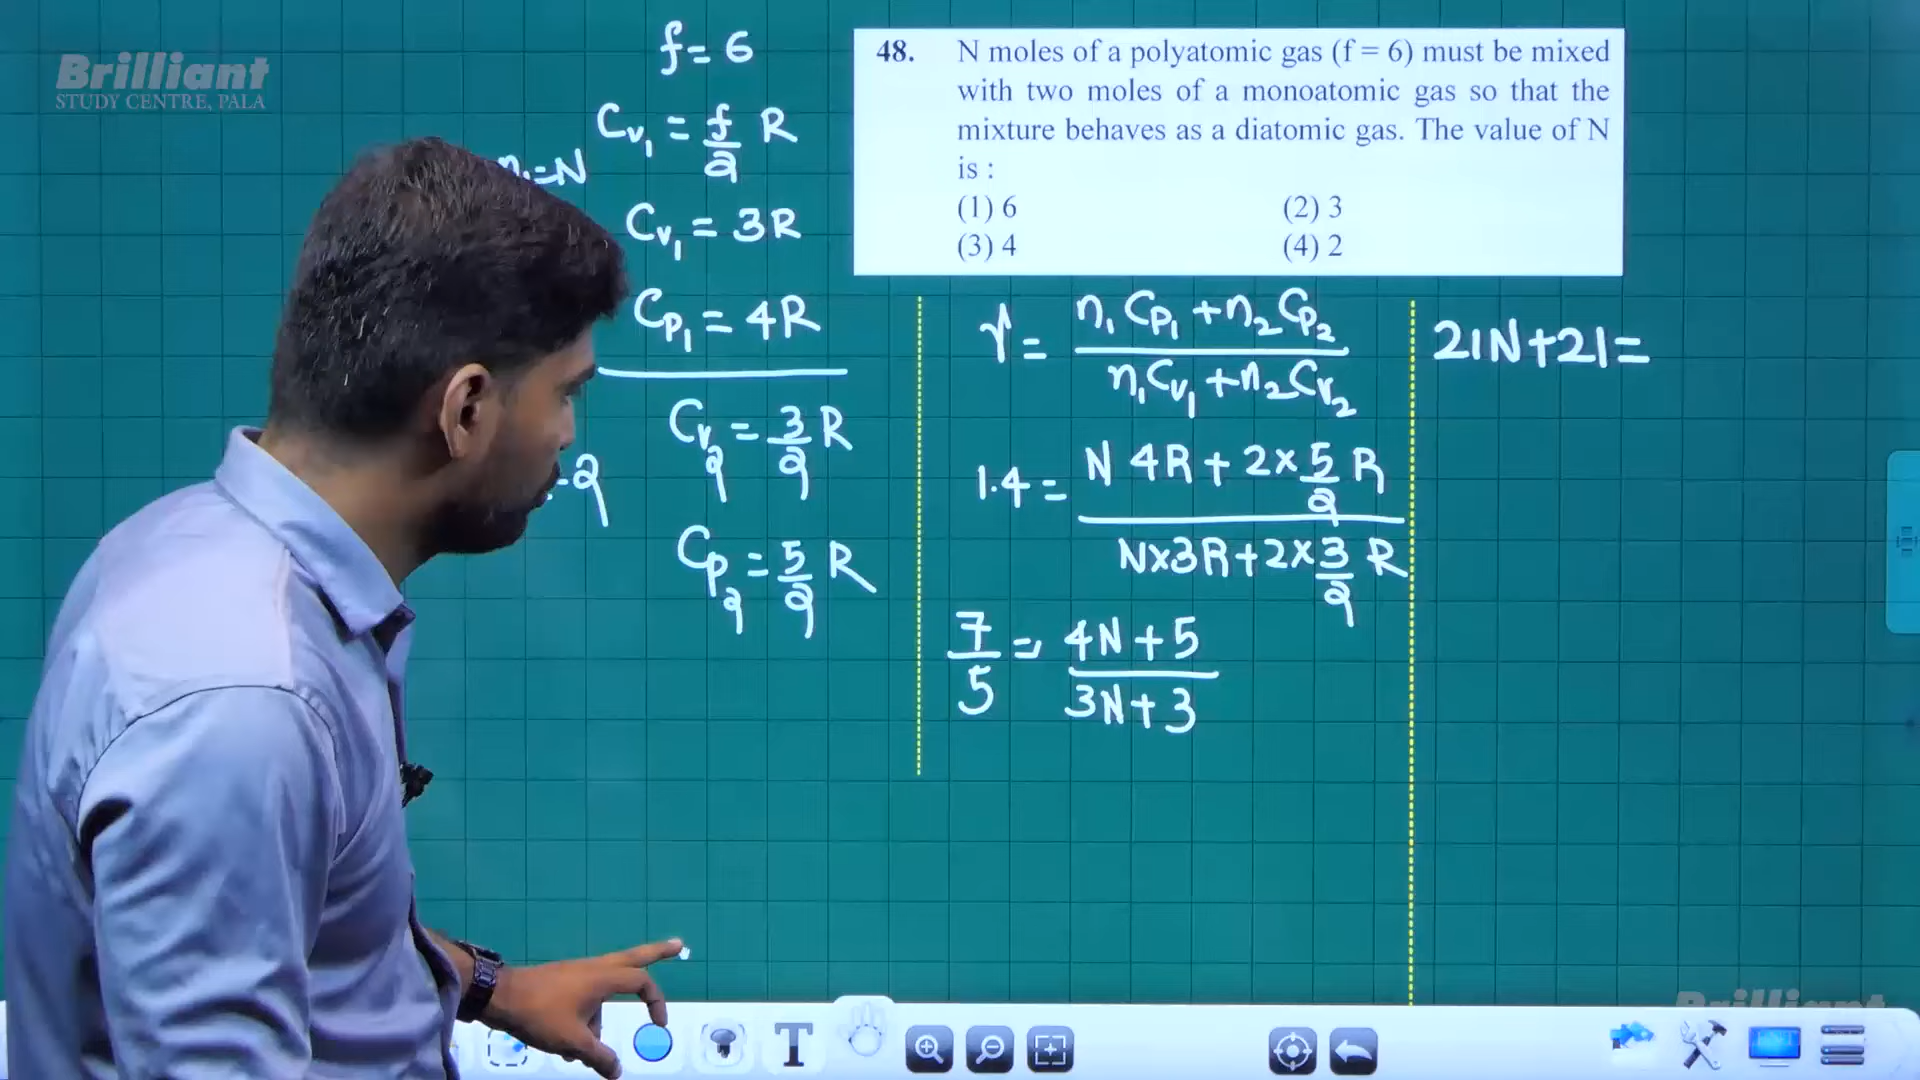 Brilliant
STUDY CENTRE, PALA
f = 6
n₁=N
Cv₁ = f/2 R
Cv₁ = 3R
Cp₁ = 4R
Cv₂ = 3/2 R
=2
Cp₂ = 5/2 R
48. N moles of a polyatomic gas (f = 6) must be mixed
with two moles of a monoatomic gas so that the
mixture behaves as a diatomic gas. The value of N
is :
(1) 6 (2) 3
(3) 4 (4) 2
γ = (n₁Cp₁ + n₂Cp₂)/(n₁Cv₁ + n₂Cv₂)
1.4 = (N 4R + 2×5/2 R)/(N×3R + 2×3/2 R)
7/5 = (4N + 5)/(3N + 3)
21N+21=
T
Brilliant